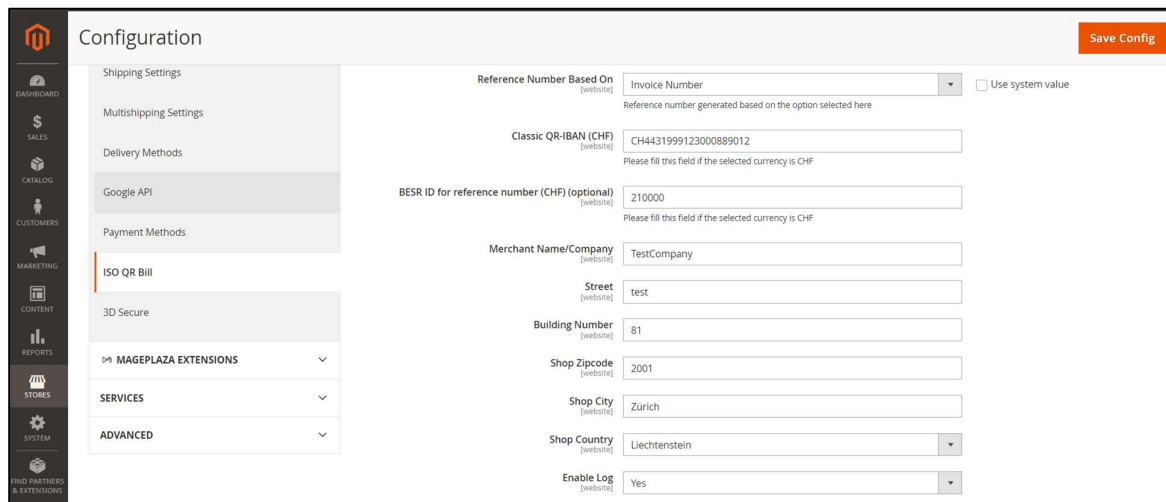 Configuration
Save Config
DASHBOARD
SALES
CATALOG
CUSTOMERS
MARKETING
CONTENT
REPORTS
STORES
SYSTEM
FIND PARTNERS
& EXTENSIONS
Shipping Settings
Multishipping Settings
Delivery Methods
Google API
Payment Methods
ISO QR Bill
3D Secure
MAGEPLAZA EXTENSIONS
SERVICES
ADVANCED
Reference Number Based On
[website]
Invoice Number
Use system value
Reference number generated based on the option selected here
Classic QR-IBAN (CHF)
[website]
CH4431999123000889012
Please fill this field if the selected currency is CHF
BESR ID for reference number (CHF) (optional)
[website]
210000
Please fill this field if the selected currency is CHF
Merchant Name/Company
[website]
TestCompany
Street
[website]
test
Building Number
[website]
81
Shop Zipcode
[website]
2001
Shop City
[website]
Zürich
Shop Country
[website]
Liechtenstein
Enable Log
[website]
Yes